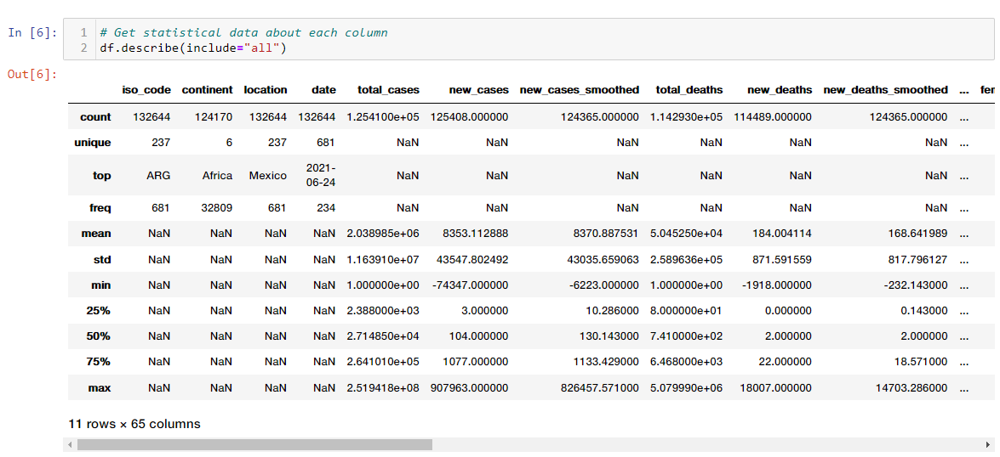 In [6]: 1 # Get statistical data about each column
2 df.describe(include="all")
Out[6]:
iso_code continent location date total_cases new_cases new_cases_smoothed total_deaths new_deaths new_deaths_smoothed ... fen
count 132644 124170 132644 132644 1.254100e+05 125408.000000 124365.000000 1.142930e+05 114489.000000 124365.000000 ...
unique 237 6 237 681 NaN NaN NaN NaN NaN NaN ...
top ARG Africa Mexico 2021-
06-24 NaN NaN NaN NaN NaN NaN ...
freq 681 32809 681 234 NaN NaN NaN NaN NaN NaN ...
mean NaN NaN NaN NaN 2.038985e+06 8353.112888 8370.887531 5.045250e+04 184.004114 168.641989 ...
std NaN NaN NaN NaN 1.163910e+07 43547.802492 43035.659063 2.589636e+05 871.591559 817.796127 ...
min NaN NaN NaN NaN 1.000000e+00 -74347.000000 -6223.000000 1.000000e+00 -1918.000000 -232.143000 ...
25% NaN NaN NaN NaN 2.388000e+03 3.000000 10.286000 8.000000e+01 0.000000 0.143000 ...
50% NaN NaN NaN NaN 2.714850e+04 104.000000 130.143000 7.410000e+02 2.000000 2.000000 ...
75% NaN NaN NaN NaN 2.641010e+05 1077.000000 1133.429000 6.468000e+03 22.000000 18.571000 ...
max NaN NaN NaN NaN 2.519418e+08 907963.000000 826457.571000 5.079990e+06 18007.000000 14703.286000 ...
11 rows × 65 columns